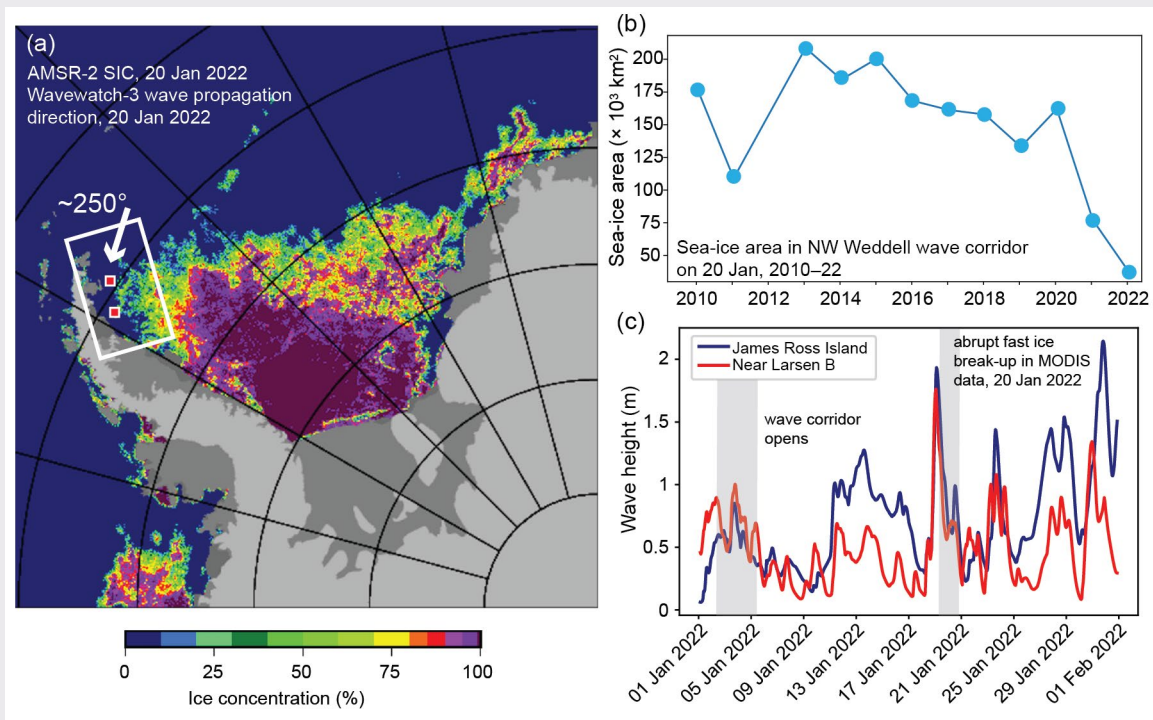 (a)
AMSR-2 SIC, 20 Jan 2022
Wavewatch-3 wave propagation
direction, 20 Jan 2022
~250°
0 25 50 75 100
Ice concentration (%)
(b)
Sea-ice area (× 10³ km²)
200
175
150
125
100
75
50
Sea-ice area in NW Weddell wave corridor
on 20 Jan, 2010–22
2010 2012 2014 2016 2018 2020 2022
(c)
Wave height (m)
2
1.5
1
0.5
0
James Ross Island
Near Larsen B
wave corridor
opens
abrupt fast ice
break-up in MODIS
data, 20 Jan 2022
01 Jan 2022
05 Jan 2022
09 Jan 2022
13 Jan 2022
17 Jan 2022
21 Jan 2022
25 Jan 2022
29 Jan 2022
01 Feb 2022